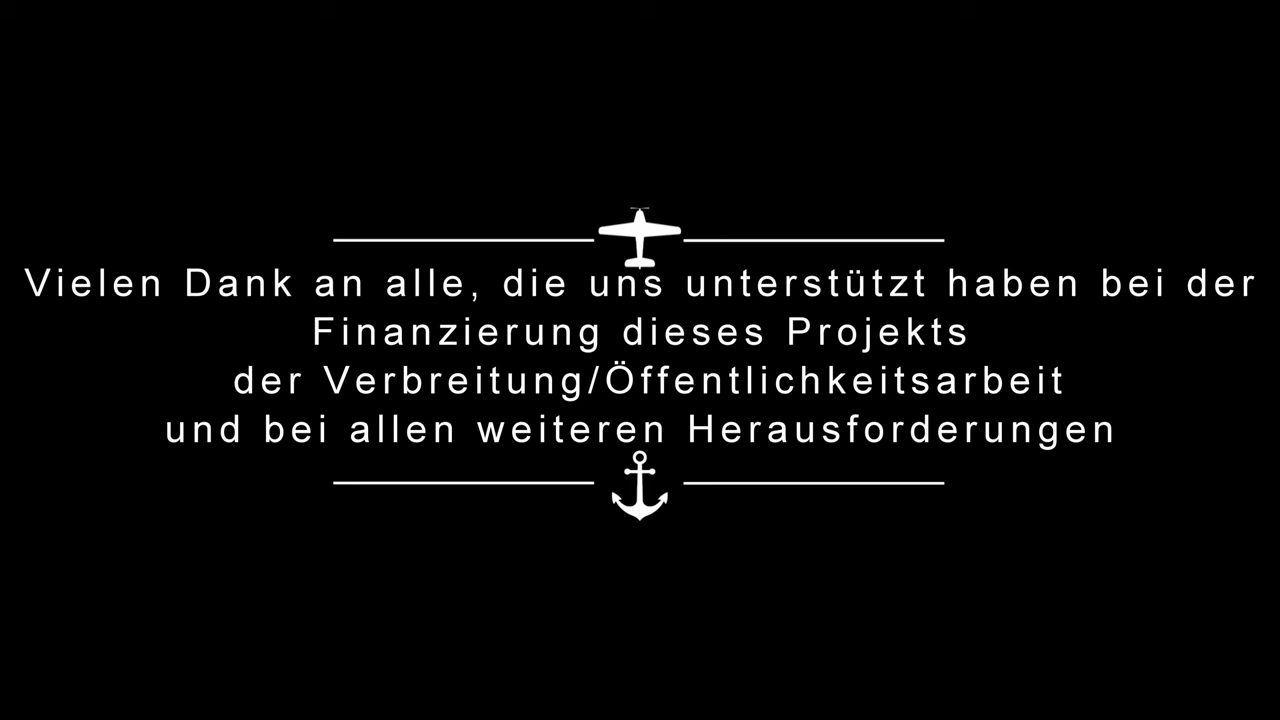 Vielen Dank an alle, die uns unterstützt haben bei der
Finanzierung dieses Projekts
der Verbreitung/Öffentlichkeitsarbeit
und bei allen weiteren Herausforderungen